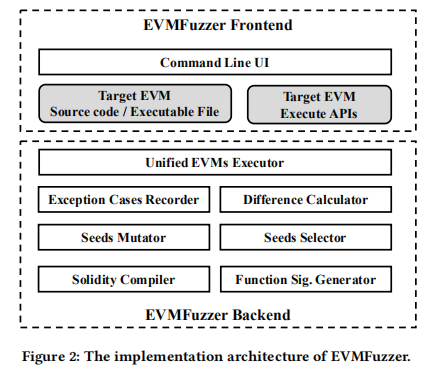 EVMFuzzer Frontend
Command Line UI
Target EVM
Source code / Executable File
Target EVM
Execute APIs
Unified EVMs Executor
Exception Cases Recorder
Difference Calculator
Seeds Mutator
Seeds Selector
Solidity Compiler
Function Sig. Generator
EVMFuzzer Backend
Figure 2: The implementation architecture of EVMFuzzer.